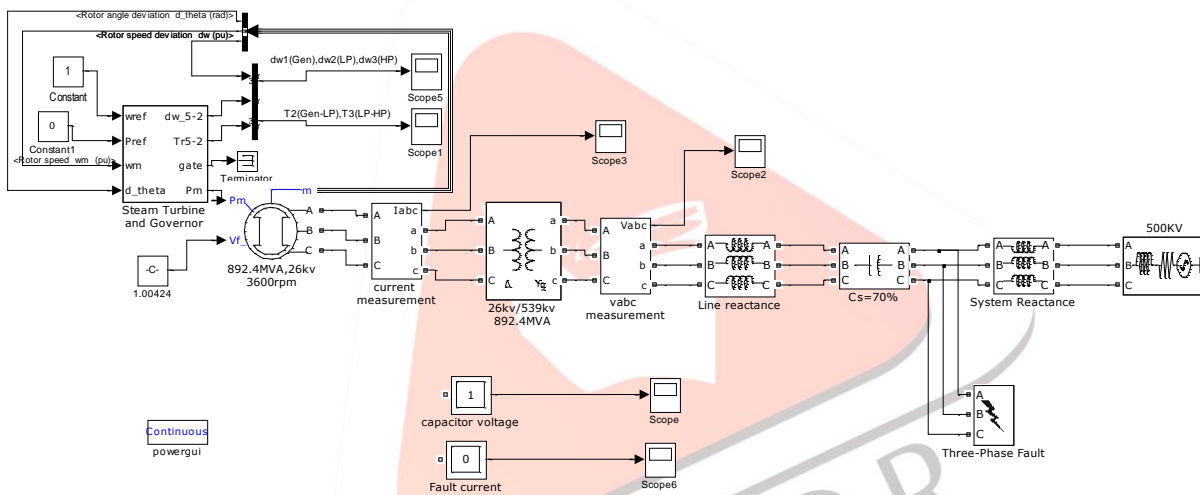 <Rotor angle deviation d_theta (rad)>
<Rotor speed deviation dw (pu)>
1
Constant
0
Constant1
<Rotor speed wm (pu)>
wref
Pref
wm
d_theta
dw_5-2
Tr5-2
gate
Pm
Steam Turbine
and Governor
Terminator
dw1(Gen),dw2(LP),dw3(HP)
Scope5
T2(Gen-LP),T3(LP-HP)
Scope1
Scope3
Scope2
-C-
1.00424
Pm
Vf_
m
A
B
C
892.4MVA,26kv
3600rpm
A
B
C
Iabc
a
b
c
current
measurement
A
B
C
a
b
c
Δ
Yg
26kv/539kv
892.4MVA
A
B
C
Vabc
a
b
c
vabc
measurement
A
B
C
A
B
C
Line reactance
A
B
C
A
B
C
Cs=70%
A
B
C
A
B
C
System Reactance
500KV
A
B
C
A
B
C
Three-Phase Fault
1
capacitor voltage
Scope
0
Fault current
Scope6
Continuous
powergui
R